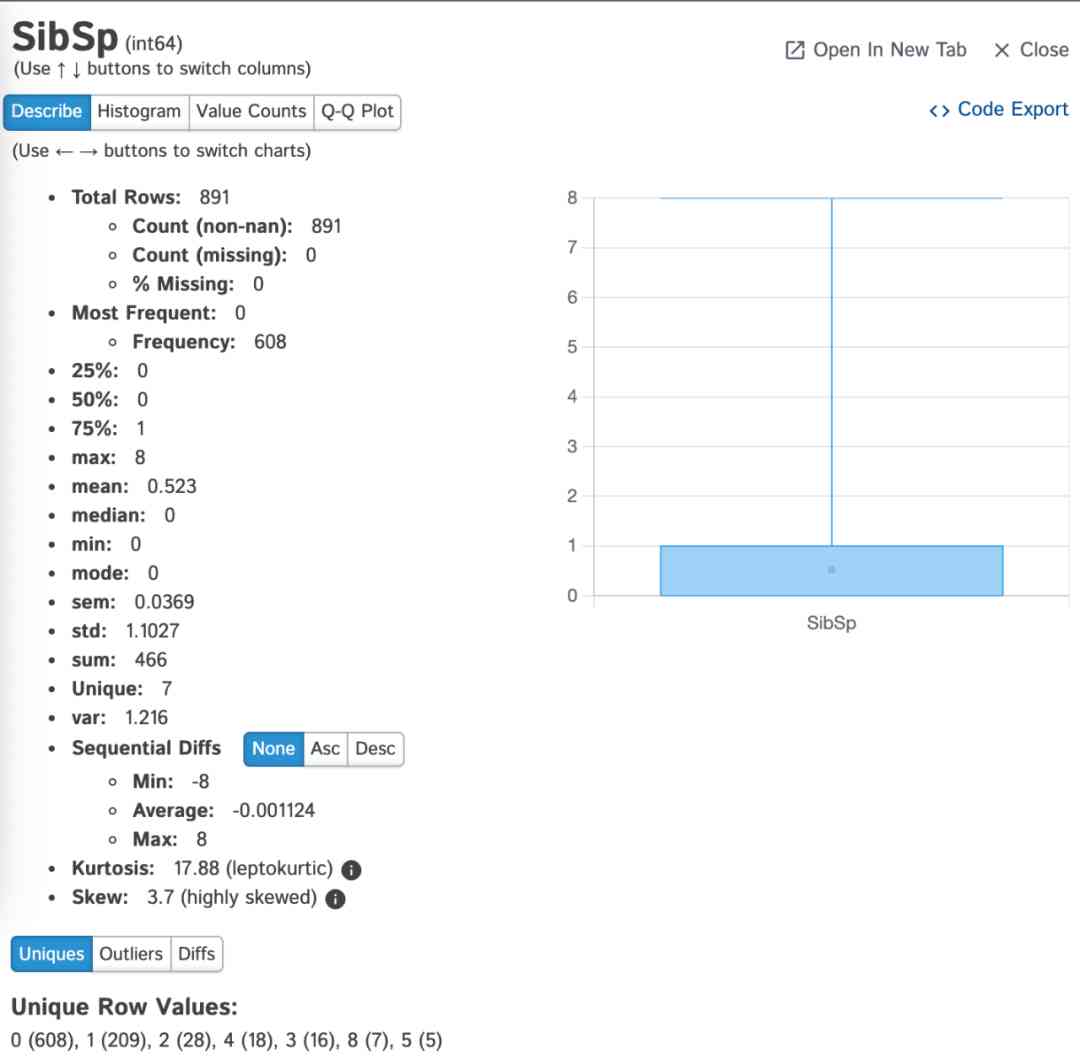 SibSp (int64)
Open In New Tab × Close
(Use ↑ ↓ buttons to switch columns)
Describe Histogram Value Counts Q-Q Plot
<> Code Export
(Use ← → buttons to switch charts)
• Total Rows: 891
◦ Count (non-nan): 891
◦ Count (missing): 0
◦ % Missing: 0
• Most Frequent: 0
◦ Frequency: 608
• 25%: 0
• 50%: 0
• 75%: 1
• max: 8
• mean: 0.523
• median: 0
• min: 0
• mode: 0
• sem: 0.0369
• std: 1.1027
• sum: 466
• Unique: 7
• var: 1.216
• Sequential Diffs None Asc Desc
◦ Min: -8
◦ Average: -0.001124
◦ Max: 8
• Kurtosis: 17.88 (leptokurtic) i
• Skew: 3.7 (highly skewed) i
8
7
6
5
4
3
2
1
0
SibSp
Uniques Outliers Diffs
Unique Row Values:
0 (608), 1 (209), 2 (28), 4 (18), 3 (16), 8 (7), 5 (5)